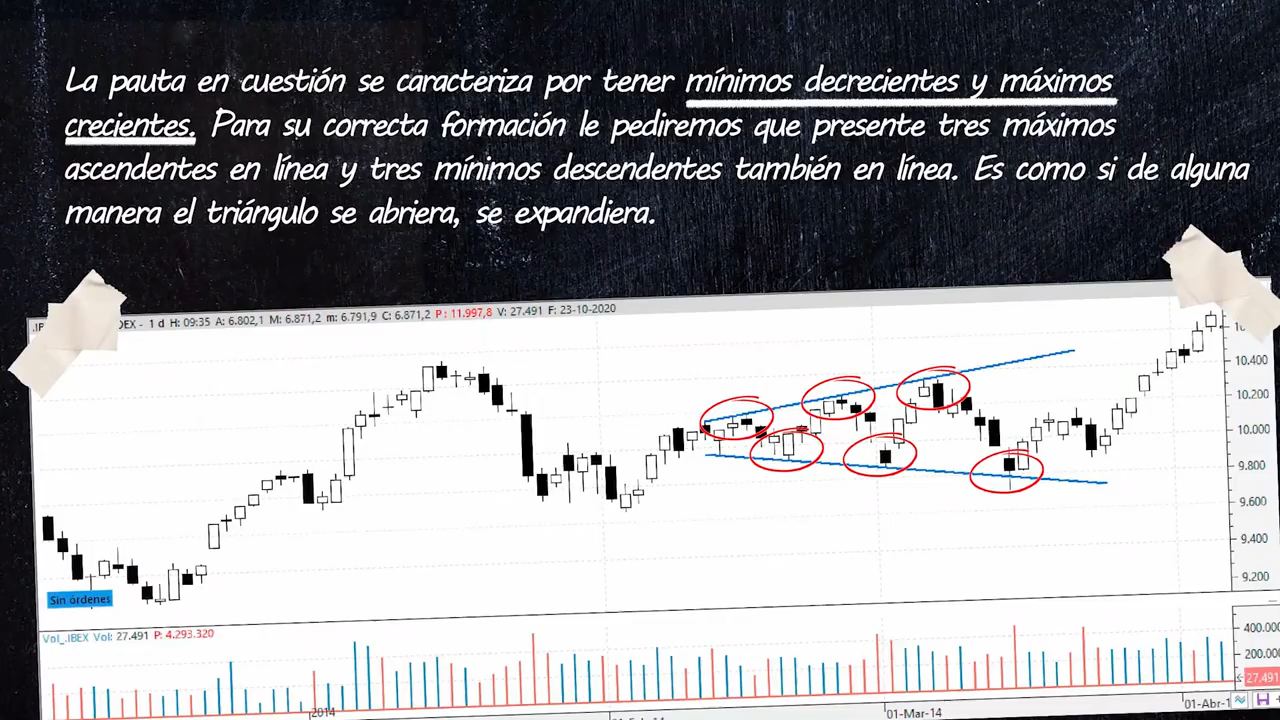 La pauta en cuestión se caracteriza por tener mínimos decrecientes y máximos
crecientes. Para su correcta formación le pediremos que presente tres máximos
ascendentes en línea y tres mínimos descendentes también en línea. Es como si de alguna
manera el triángulo se abriera, se expandiera.
DEX - 1 d H: 09:35 A: 6.802,1 M: 6.871,2 m: 6.791,9 C: 6.871,2 P: 11.997,8 V: 27.491 F: 23-10-2020
10.400
10.200
10.000
9.800
9.600
9.400
9.200
Sin órdenes
Vol_.IBEX Vol: 27.491 P: 4.293.320
400.000
200.000
27.491
2014
01-Mar-14
01-Abr-1